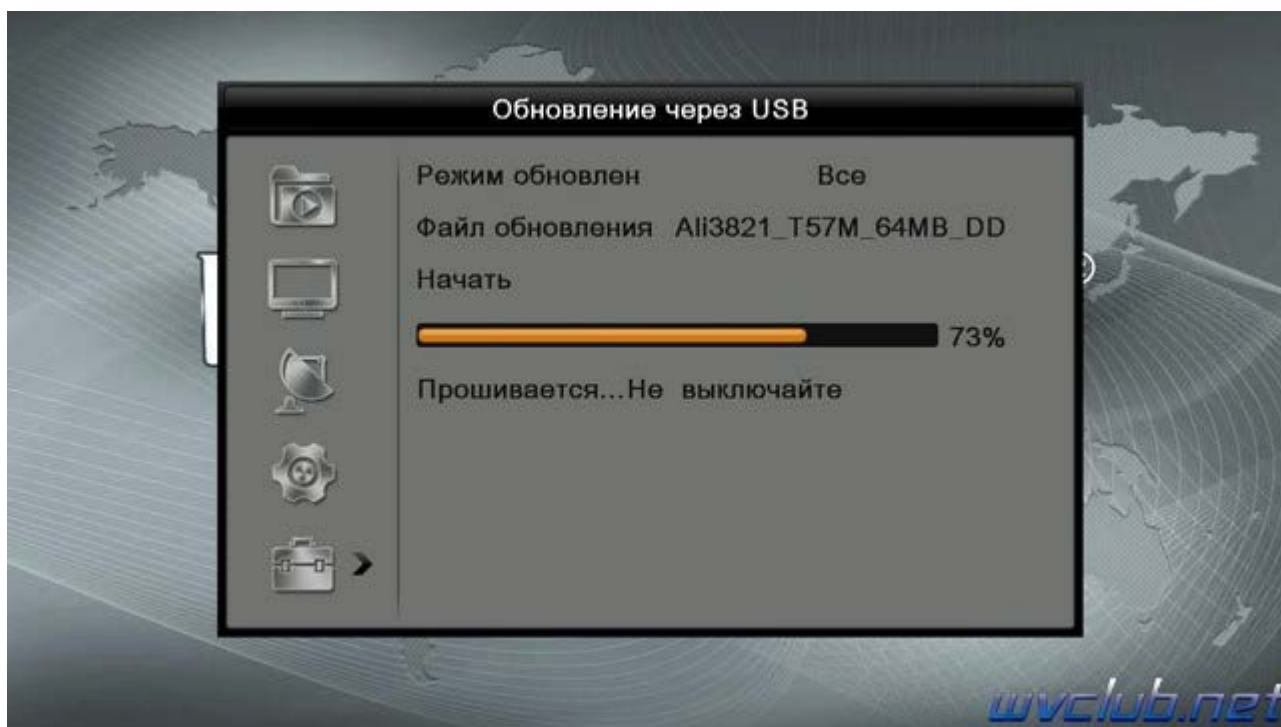 Обновление через USB
Режим обновлен Все
Файл обновления Ali3821_T57M_64MB_DD
Начать
73%
Прошивается...Не выключайте
wvclub.net